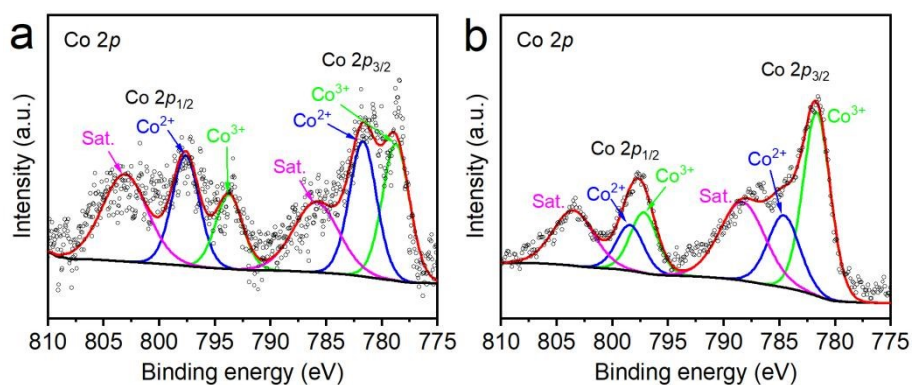 a
Co 2p
Co 2p3/2
Co3+
Co 2p1/2
Co2+
Co2+
Co3+
Sat.
Sat.
Intensity (a.u.)
810 805 800 795 790 785 780 775
Binding energy (eV)
b
Co 2p
Co 2p3/2
Co3+
Co 2p1/2
Co2+
Co3+
Sat.
Co2+
Sat.
Intensity (a.u.)
810 805 800 795 790 785 780 775
Binding energy (eV)